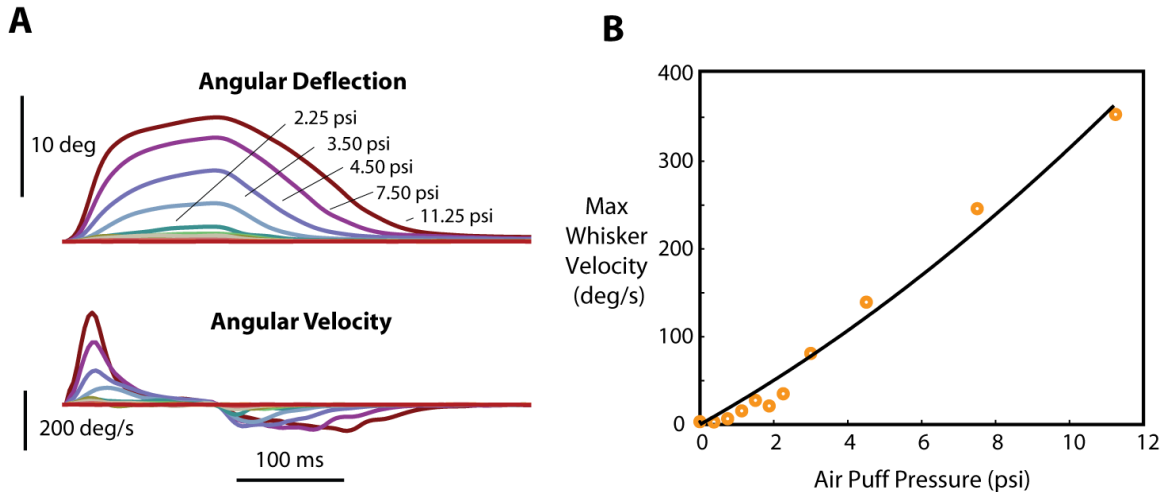 A
Angular Deflection
10 deg
2.25 psi
3.50 psi
4.50 psi
7.50 psi
11.25 psi
Angular Velocity
200 deg/s
100 ms
B
Max
Whisker
Velocity
(deg/s)
400
300
200
100
0
0 2 4 6 8 10 12
Air Puff Pressure (psi)